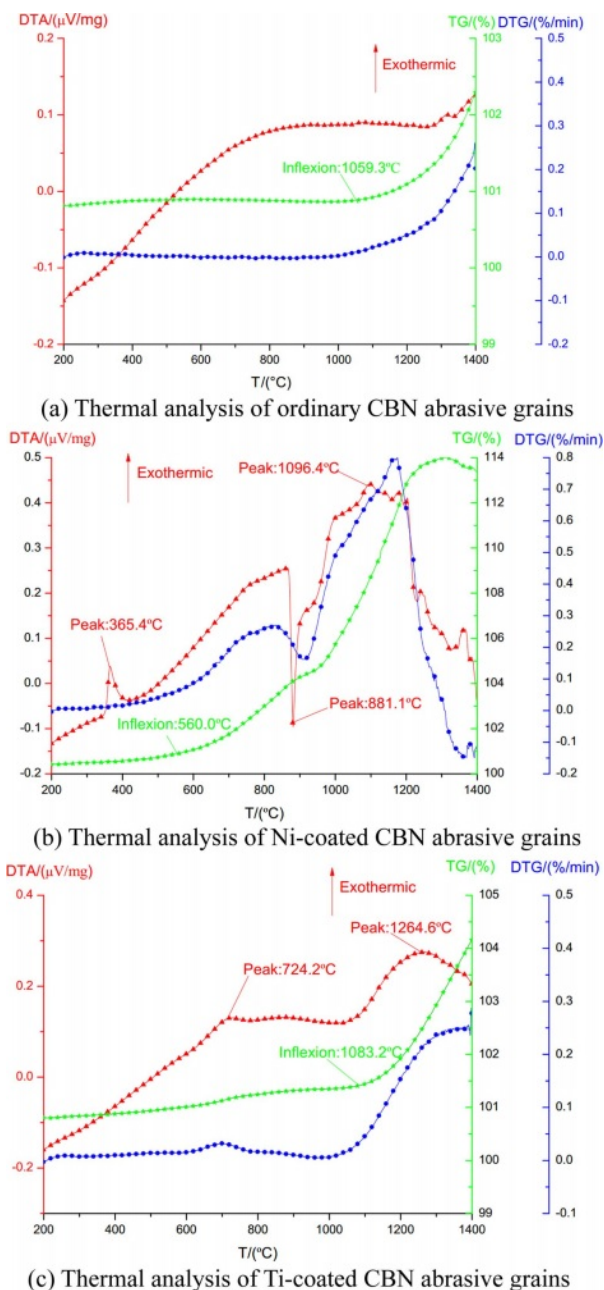 DTA/(μV/mg) TG/(%) DTG/(%/min)
0.2 103 0.5
Exothermic
0.4
0.1 102 0.3
Inflexion:1059.3℃
0.2
0.0 101
0.1
-0.1 100 0.0
-0.1
-0.2 99 -0.2
200 400 600 800 1000 1200 1400
T/(°C)
(a) Thermal analysis of ordinary CBN abrasive grains
DTA/(μV/mg) TG/(%) DTG/(%/min)
0.5 114 0.8
Exothermic Peak:1096.4℃
0.4 112 0.7
0.6
0.3 110 0.5
0.2 108 0.4
Peak:365.4℃
0.3
0.1 106
0.2
0.0 104 0.1
Inflexion:560.0℃ Peak:881.1℃
-0.1 102 0.0
-0.1
-0.2 100 -0.2
200 400 600 800 1000 1200 1400
T/(℃)
(b) Thermal analysis of Ni-coated CBN abrasive grains
DTA/(μV/mg) TG/(%) DTG/(%/min)
105 0.5
Exothermic
Peak:1264.6℃
104 0.4
0.2 Peak:724.2℃
103 0.3
Inflexion:1083.2℃
0.2
0.0 102
101 0.1
-0.2 100 0.0
99 -0.1
200 400 600 800 1000 1200 1400
T/(℃)
(c) Thermal analysis of Ti-coated CBN abrasive grains